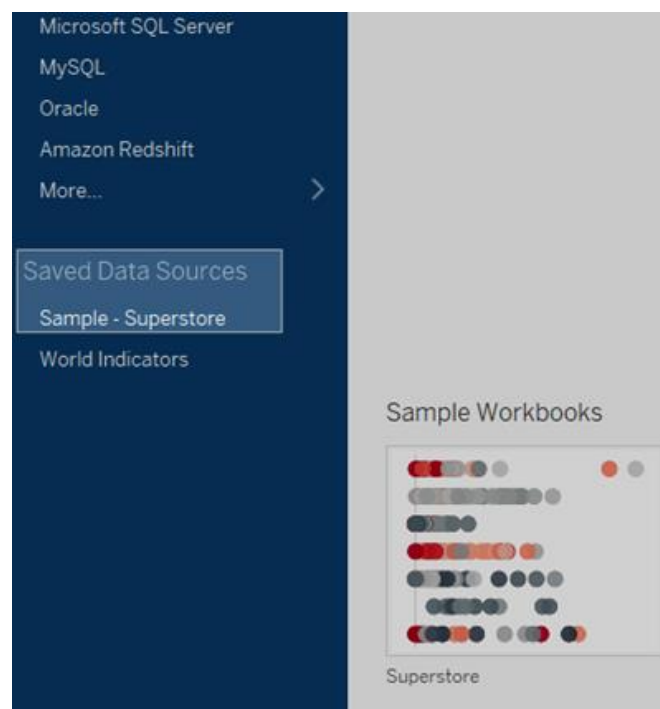 Microsoft SQL Server
MySQL
Oracle
Amazon Redshift
More...
Saved Data Sources
Sample - Superstore
World Indicators
Sample Workbooks
Superstore